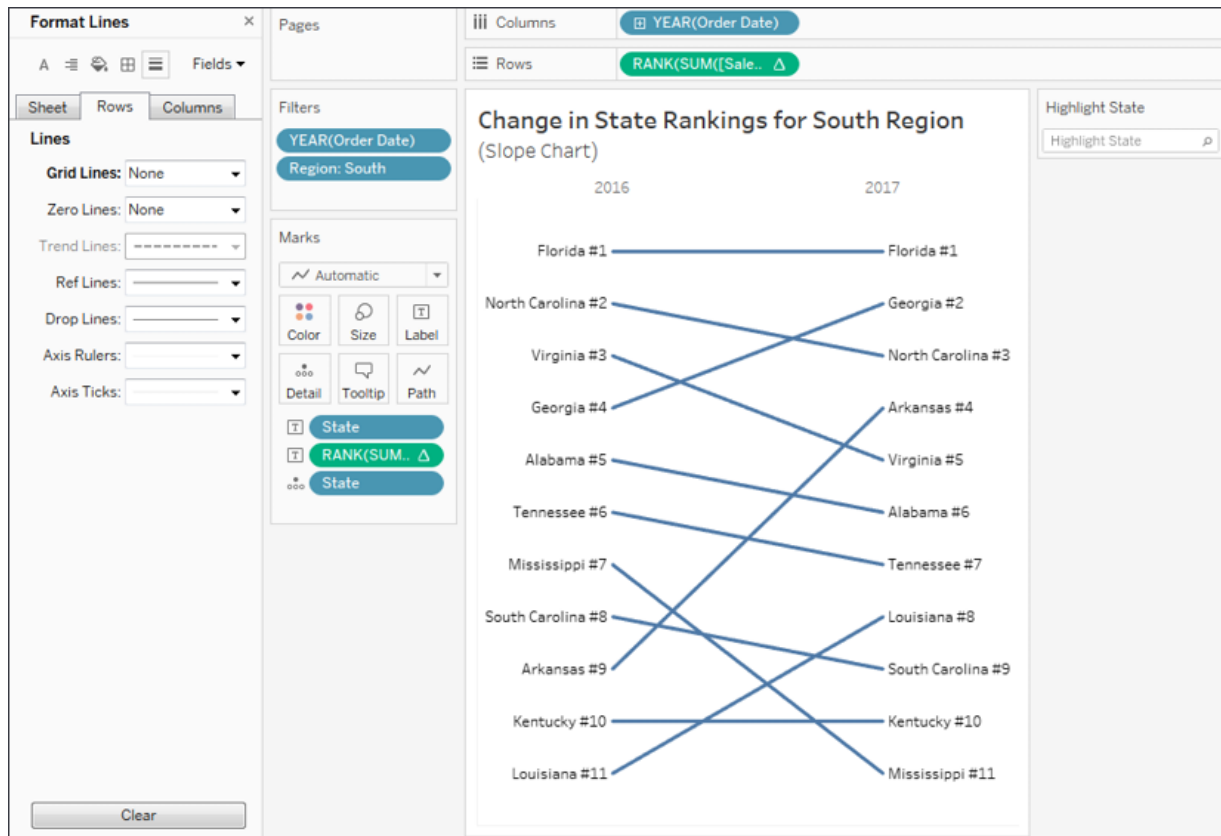 Format Lines ×
A Fields
Sheet Rows Columns
Lines
Grid Lines: None
Zero Lines: None
Trend Lines:
Ref Lines:
Drop Lines:
Axis Rulers:
Axis Ticks:
Clear
Pages
Filters
YEAR(Order Date)
Region: South
Marks
Automatic
Color Size T Label
Detail Tooltip Path
T State
T RANK(SUM.. Δ
State
Columns YEAR(Order Date)
Rows RANK(SUM([Sale.. Δ
Change in State Rankings for South Region
(Slope Chart)
2016 2017
Florida #1 Florida #1
North Carolina #2 Georgia #2
Virginia #3 North Carolina #3
Georgia #4 Arkansas #4
Alabama #5 Virginia #5
Tennessee #6 Alabama #6
Mississippi #7 Tennessee #7
South Carolina #8 Louisiana #8
Arkansas #9 South Carolina #9
Kentucky #10 Kentucky #10
Louisiana #11 Mississippi #11
Highlight State
Highlight State